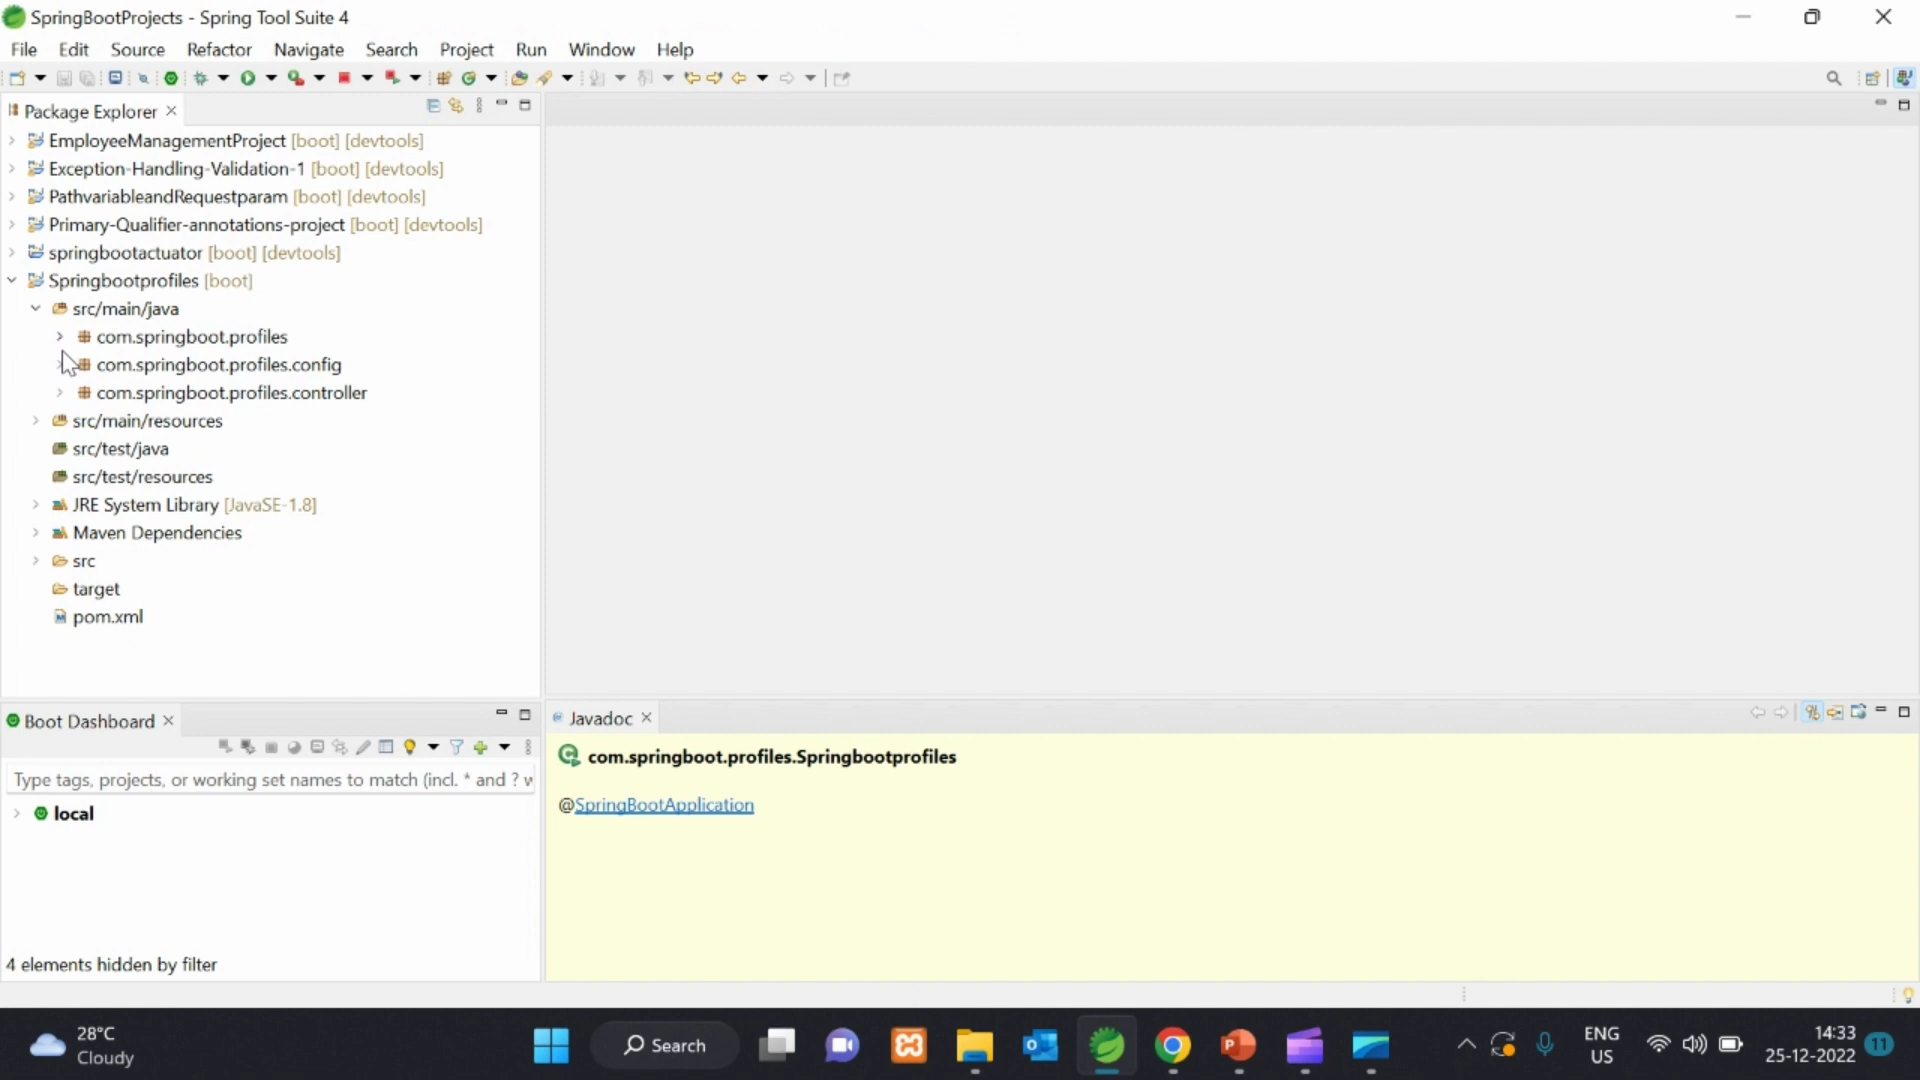 SpringBootProjects - Spring Tool Suite 4
File Edit Source Refactor Navigate Search Project Run Window Help
Package Explorer
EmployeeManagementProject [boot] [devtools]
Exception-Handling-Validation-1 [boot] [devtools]
PathvariableandRequestparam [boot] [devtools]
Primary-Qualifier-annotations-project [boot] [devtools]
springbootactuator [boot] [devtools]
Springbootprofiles [boot]
src/main/java
com.springboot.profiles
com.springboot.profiles.config
com.springboot.profiles.controller
src/main/resources
src/test/java
src/test/resources
JRE System Library [JavaSE-1.8]
Maven Dependencies
src
target
pom.xml
Boot Dashboard
Type tags, projects, or working set names to match (incl. * and ? w
local
4 elements hidden by filter
Javadoc
com.springboot.profiles.Springbootprofiles
@SpringBootApplication
28°C
Cloudy
Search
ENG
US
14:33
25-12-2022
11